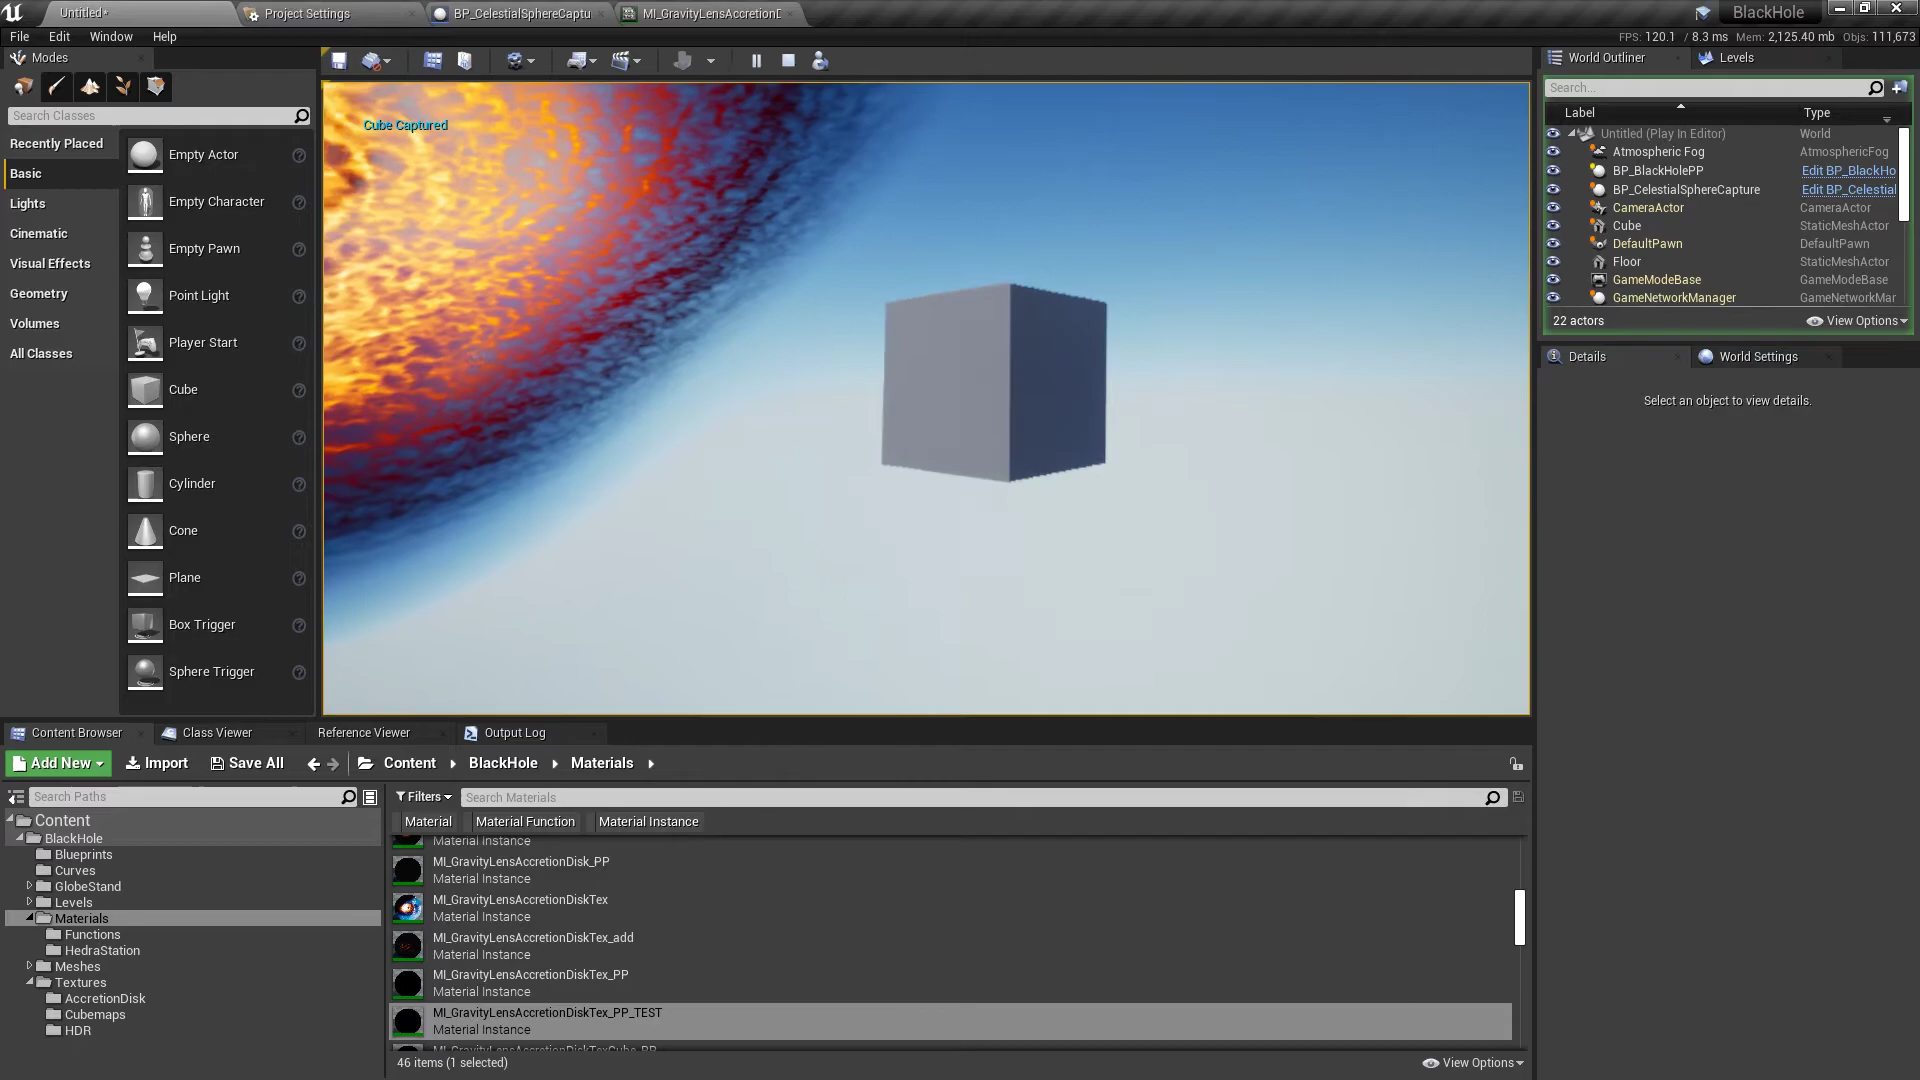 Untitled*
Project Settings
BP_CelestialSphereCaptu
MI_GravityLensAccretionD
BlackHole
File Edit Window Help
FPS: 120.1 / 8.3 ms Mem: 2,125.40 mb Objs: 111,673
Modes
Search Classes
Recently Placed
Basic
Lights
Cinematic
Visual Effects
Geometry
Volumes
All Classes
Empty Actor
Empty Character
Empty Pawn
Point Light
Player Start
Cube
Sphere
Cylinder
Cone
Plane
Box Trigger
Sphere Trigger
Cube Captured
World Outliner
Levels
Search...
Label Type
Untitled (Play In Editor) World
Atmospheric Fog AtmosphericFog
BP_BlackHolePP Edit BP_BlackHo
BP_CelestialSphereCapture Edit BP_Celestial
CameraActor CameraActor
Cube StaticMeshActor
DefaultPawn DefaultPawn
Floor StaticMeshActor
GameModeBase GameModeBase
GameNetworkManager GameNetworkMar
22 actors
View Options
Details
World Settings
Select an object to view details.
Content Browser
Class Viewer
Reference Viewer
Output Log
Add New Import Save All Content BlackHole Materials
Search Paths
Content
BlackHole
Blueprints
Curves
GlobeStand
Levels
Materials
Functions
HedraStation
Meshes
Textures
AccretionDisk
Cubemaps
HDR
Filters
Search Materials
Material Material Function Material Instance
Material Instance
MI_GravityLensAccretionDisk_PP
Material Instance
MI_GravityLensAccretionDiskTex
Material Instance
MI_GravityLensAccretionDiskTex_add
Material Instance
MI_GravityLensAccretionDiskTex_PP
Material Instance
MI_GravityLensAccretionDiskTex_PP_TEST
Material Instance
MI_GravityLensAccretionDiskTexCube_PP
46 items (1 selected)
View Options